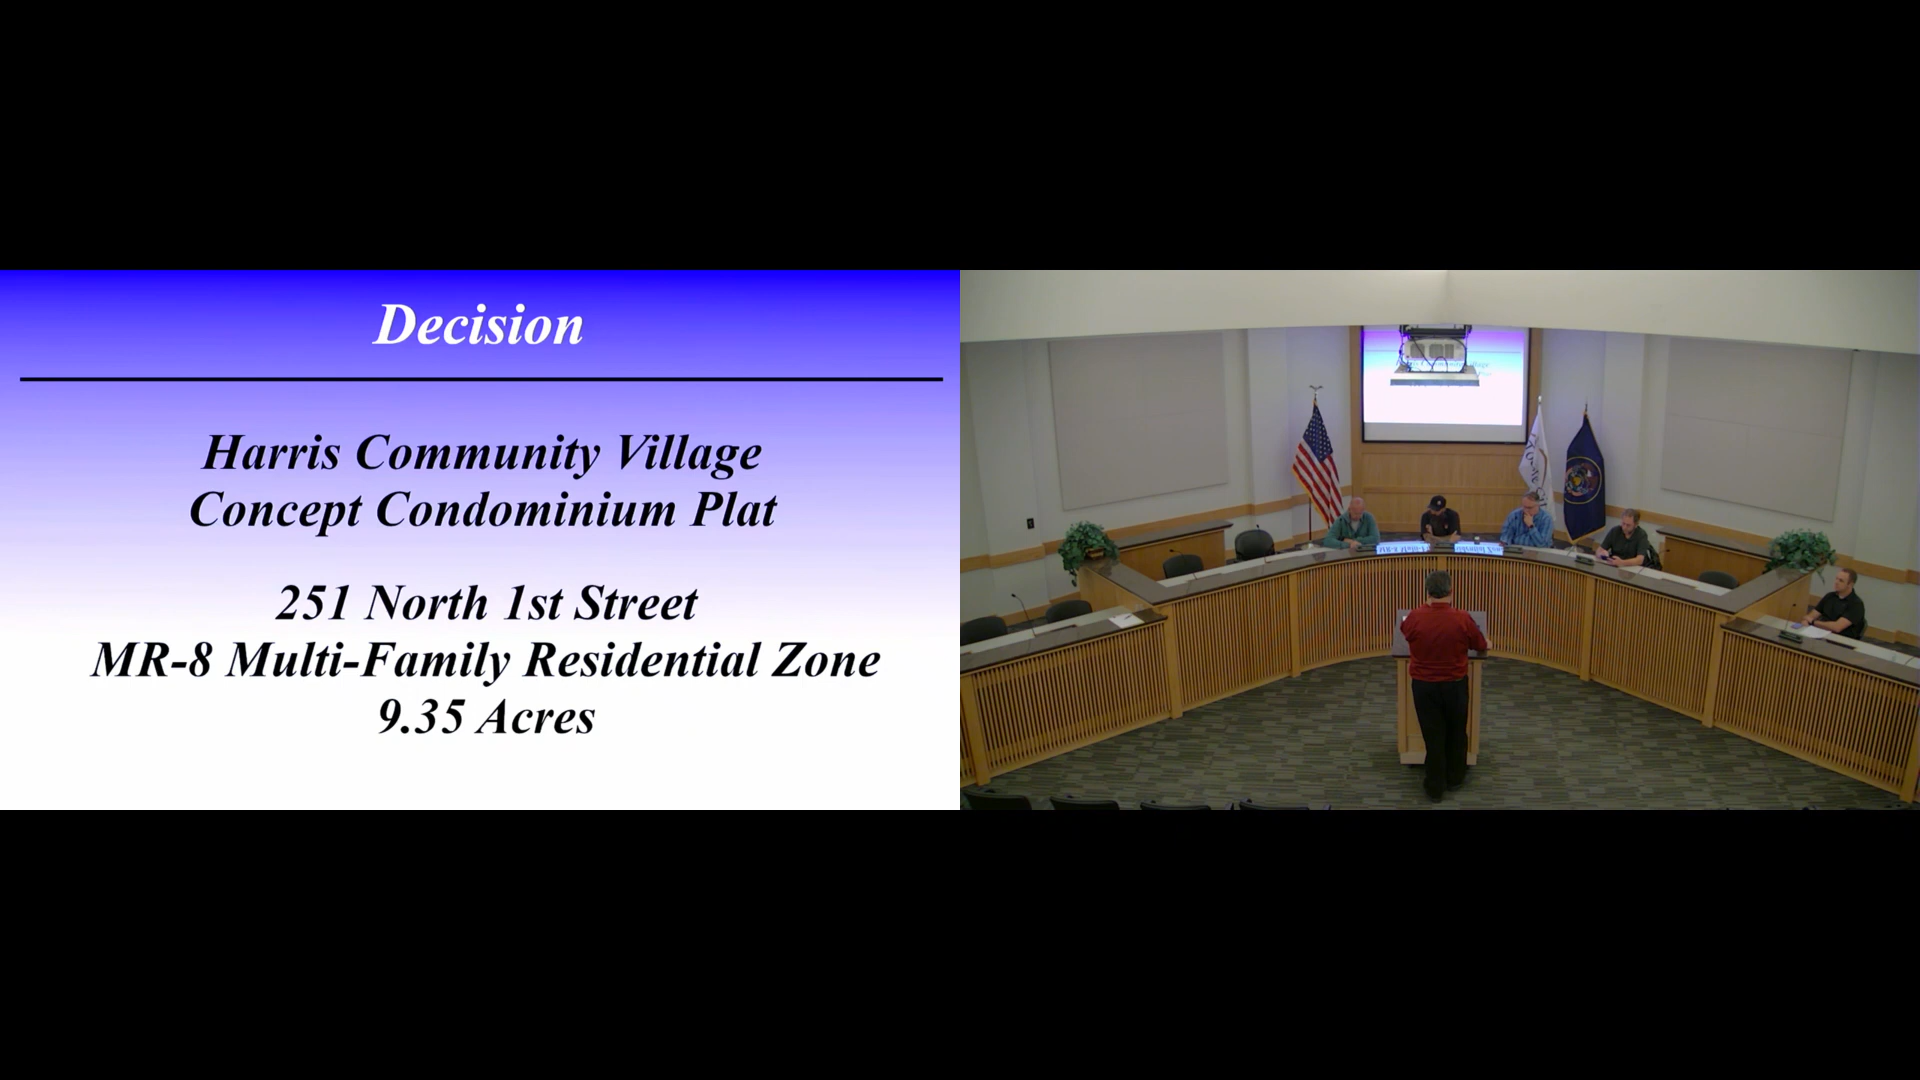 Decision
Harris Community Village
Concept Condominium Plat
251 North 1st Street
MR-8 Multi-Family Residential Zone
9.35 Acres